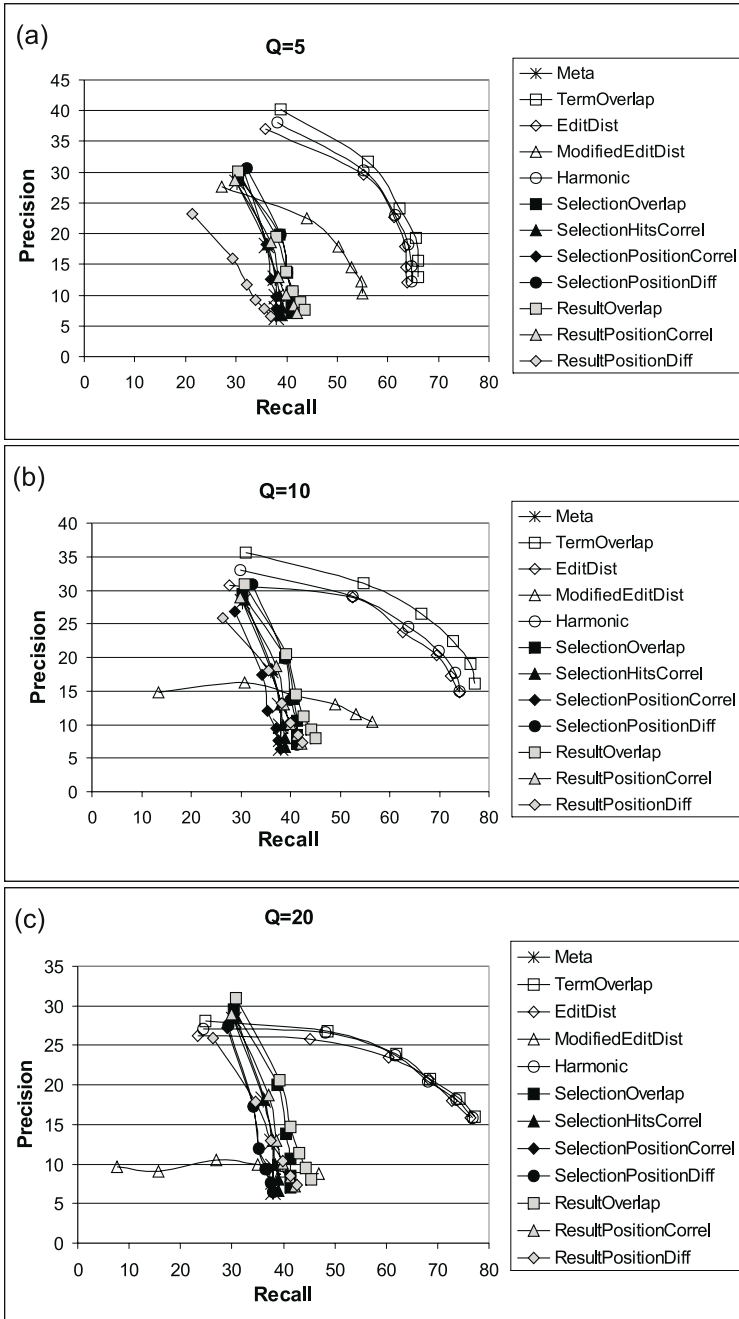 (a)
Q=5
45
40
35
30
25
20
15
10
5
0
Precision
0 10 20 30 40 50 60 70 80
Recall
Meta
TermOverlap
EditDist
ModifiedEditDist
Harmonic
SelectionOverlap
SelectionHitsCorrel
SelectionPositionCorrel
SelectionPositionDiff
ResultOverlap
ResultPositionCorrel
ResultPositionDiff
(b)
Q=10
40
35
30
25
20
15
10
5
0
Precision
0 10 20 30 40 50 60 70 80
Recall
Meta
TermOverlap
EditDist
ModifiedEditDist
Harmonic
SelectionOverlap
SelectionHitsCorrel
SelectionPositionCorrel
SelectionPositionDiff
ResultOverlap
ResultPositionCorrel
ResultPositionDiff
(c)
Q=20
35
30
25
20
15
10
5
0
Precision
0 10 20 30 40 50 60 70 80
Recall
Meta
TermOverlap
EditDist
ModifiedEditDist
Harmonic
SelectionOverlap
SelectionHitsCorrel
SelectionPositionCorrel
SelectionPositionDiff
ResultOverlap
ResultPositionCorrel
ResultPositionDiff